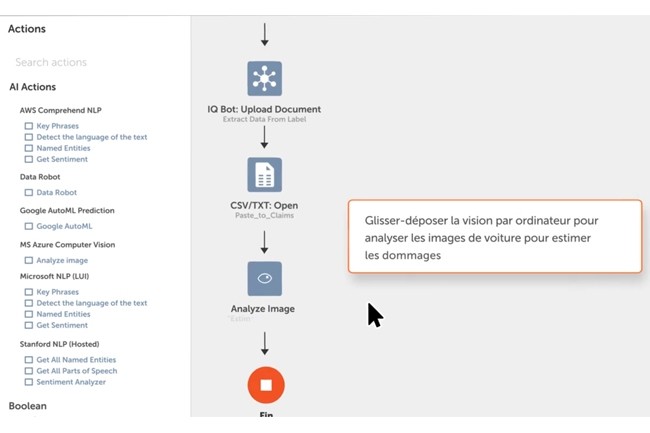 Actions
Search actions
AI Actions
AWS Comprehend NLP
Key Phrases
Detect the language of the text
Named Entities
Get Sentiment
Data Robot
Data Robot
Google AutoML Prediction
Google AutoML
MS Azure Computer Vision
Analyze image
Microsoft NLP (LUI)
Key Phrases
Detect the language of the text
Named Entities
Get Sentiment
Stanford NLP (Hosted)
Get All Named Entities
Get All Parts of Speech
Sentiment Analyzer
Boolean
IQ Bot: Upload Document
Extract Data From Label
CSV/TXT: Open
Paste_to_Claims
Analyze Image
Fin
Glisser-déposer la vision par ordinateur pour
analyser les images de voiture pour estimer
les dommages